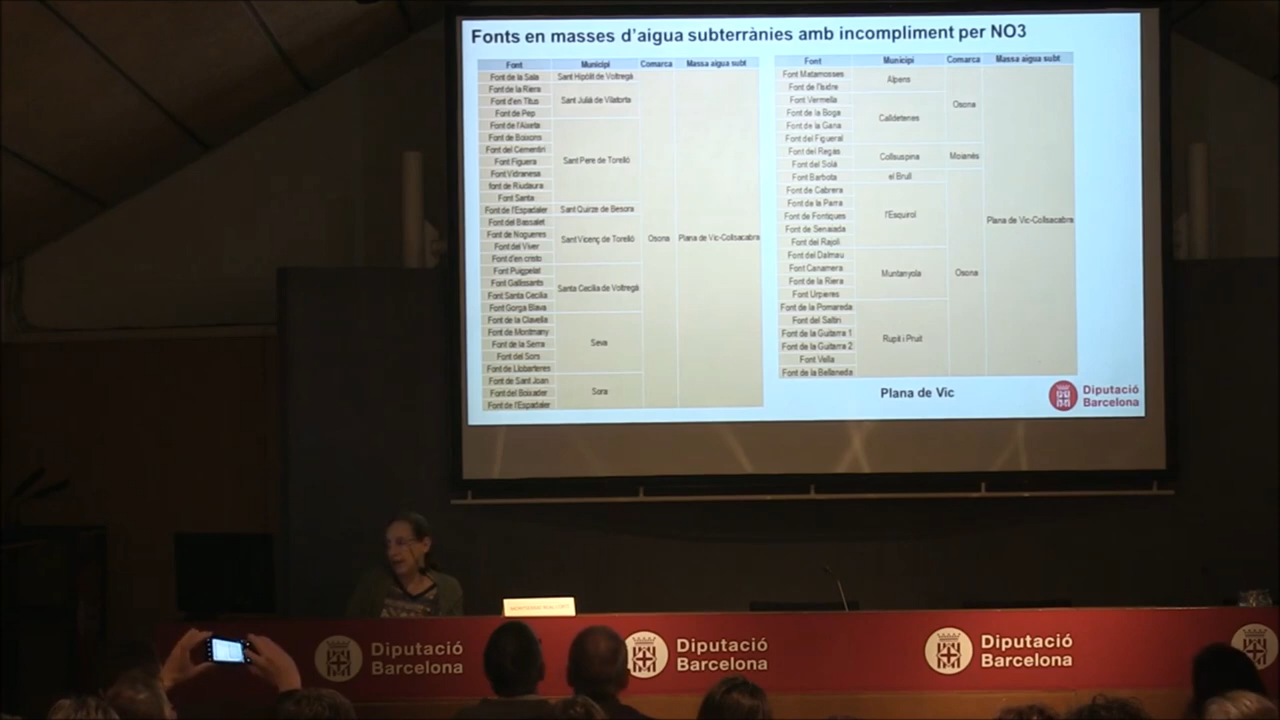 Fonts en masses d'aigua subterrànies amb incompliment per NO3
Font Municipi Comarca Massa aigua subt
Font de la Sala Sant Hipòlit de Voltregà
Font de la Riera
Font d'en Titus Sant Julià de Vilatorta
Font de Pep
Font de l'Aixeta
Font de Boixons
Font del Cementiri
Font Figuera Sant Pere de Torelló
Font Vidranesa
font de Riudaura
Font Santa
Font de l'Espadaler Sant Quirze de Besora
Font del Bassalet
Font de Nogueres Sant Vicenç de Torelló Osona Plana de Vic-Collsacabra
Font del Viver
Font d'en cristo
Font Puigpelat
Font Gallissants Santa Cecília de Voltregà
Font Santa Cecília
Font Gorga Blava
Font de la Clavella
Font de Montmany
Font de la Serra Seva
Font del Sors
Font de Llobarteres
Font de Sant Joan
Font del Boixader Sora
Font de l'Espadaler
Font Municipi Comarca Massa aigua subt
Font Matamosses Alpens
Font de l'Isidre
Font Vermella Osona
Font de la Boga Calldetenes
Font de la Gana
Font del Figueral
Font del Regàs Collsuspina Moianès
Font del Solà
Font Barbota el Brull
Font de Cabrera
Font de la Parra
Font de Fontiques l'Esquirol Plana de Vic-Collsacabra
Font de Senaiada
Font del Rajolí
Font del Dalmau
Font Canamera Muntanyola Osona
Font de la Riera
Font Urpieres
Font de la Pomareda
Font del Saltiri
Font de la Guitarra 1 Rupit i Pruit
Font de la Guitarra 2
Font Vella
Font de la Belleneda
Plana de Vic
Diputació
Barcelona
Diputació
Barcelona
Diputació
Barcelona
Diputació
Barcelona